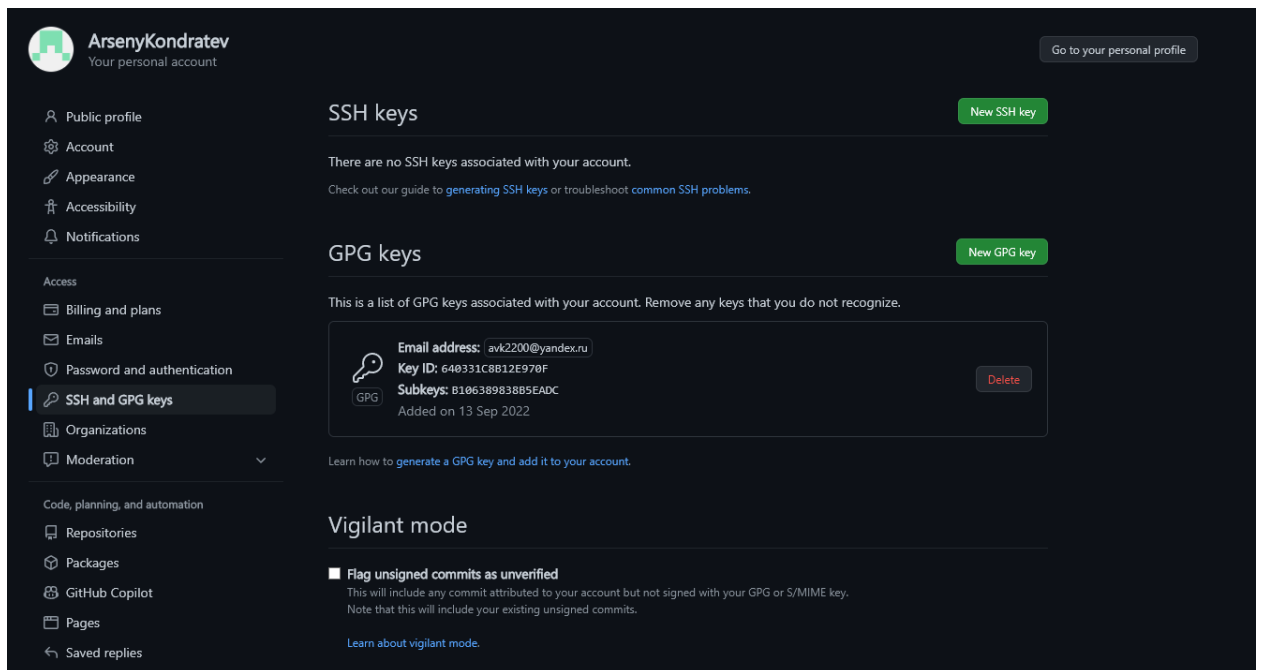 ArsenyKondratev
Your personal account
Go to your personal profile
Public profile
Account
Appearance
Accessibility
Notifications
Access
Billing and plans
Emails
Password and authentication
SSH and GPG keys
Organizations
Moderation
Code, planning, and automation
Repositories
Packages
GitHub Copilot
Pages
Saved replies
SSH keys
New SSH key
There are no SSH keys associated with your account.
Check out our guide to generating SSH keys or troubleshoot common SSH problems.
GPG keys
New GPG key
This is a list of GPG keys associated with your account. Remove any keys that you do not recognize.
GPG
Email address: avk2200@yandex.ru
Key ID: 640331C8B12E970F
Subkeys: B106389838B5EADC
Added on 13 Sep 2022
Delete
Learn how to generate a GPG key and add it to your account.
Vigilant mode
Flag unsigned commits as unverified
This will include any commit attributed to your account but not signed with your GPG or S/MIME key.
Note that this will include your existing unsigned commits.
Learn about vigilant mode.